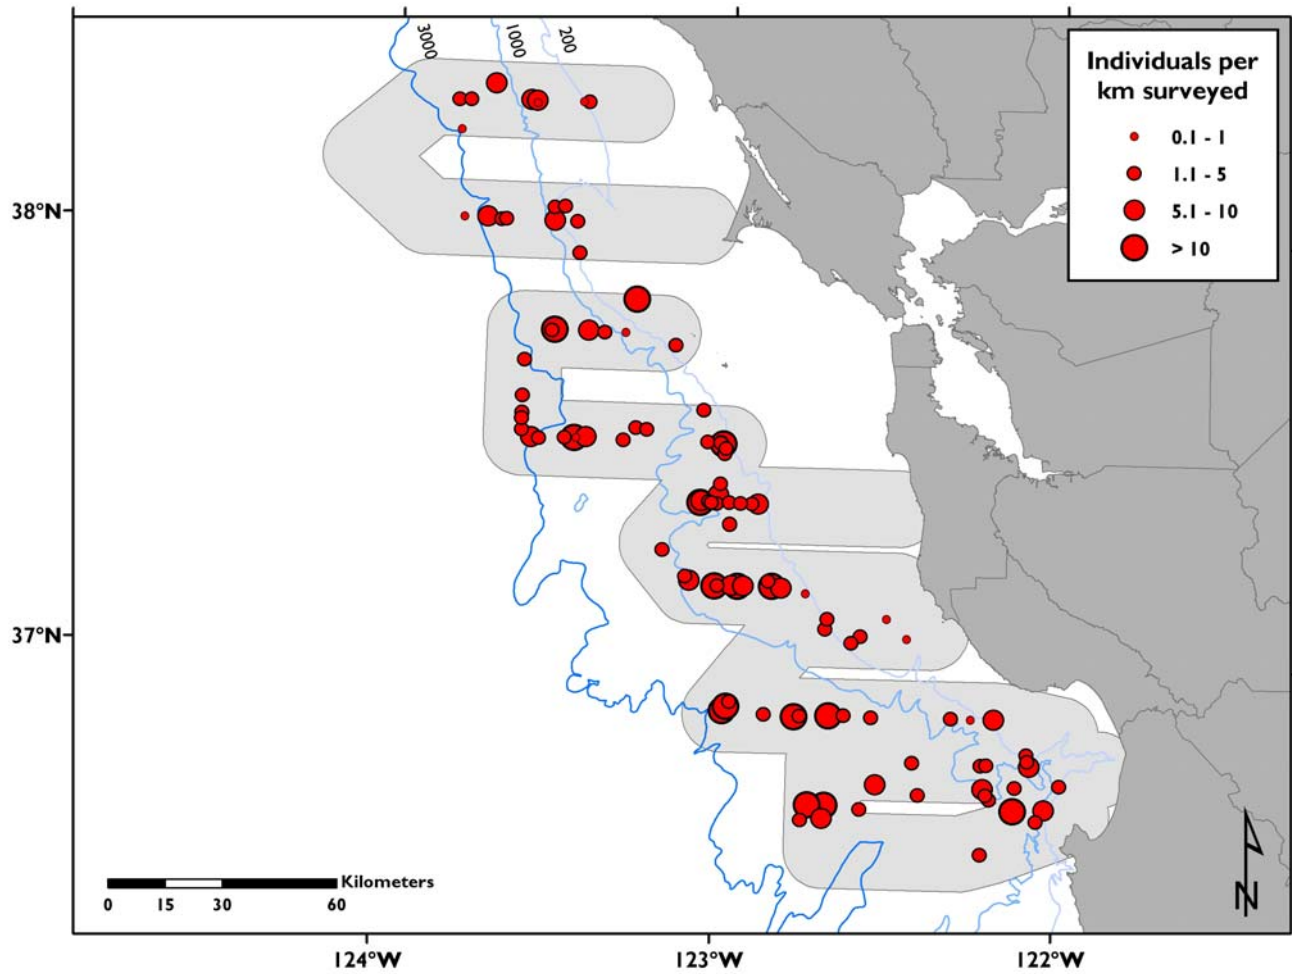 3000
1000
200
Individuals per
km surveyed
0.1 - 1
1.1 - 5
5.1 - 10
> 10
38°N
37°N
Kilometers
0 15 30 60
N
124°W 123°W 122°W